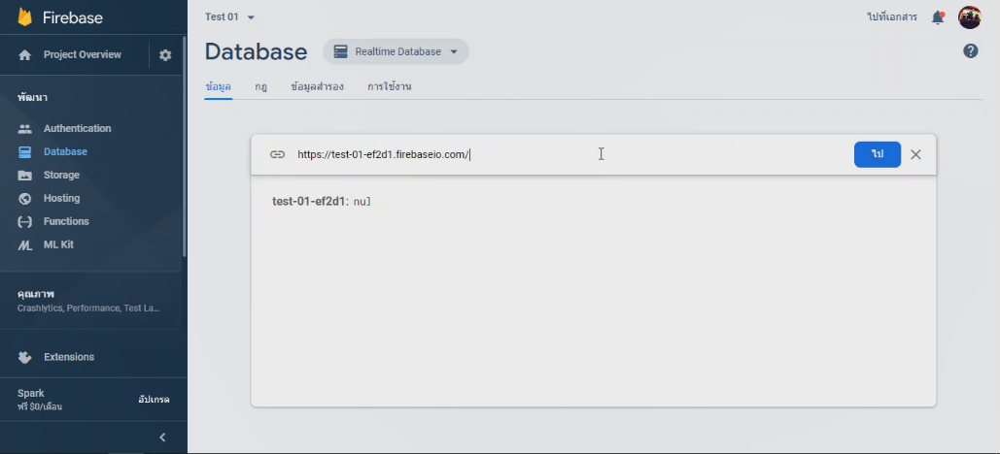 Firebase
Project Overview
พัฒนา
Authentication
Database
Storage
Hosting
Functions
ML Kit
คุณภาพ
Crashlytics, Performance, Test La...
Extensions
Spark
ฟรี $0/เดือน
อัปเกรด
Test 01
ไปที่เอกสาร
Database
Realtime Database
ข้อมูล กฎ ข้อมูลสำรอง การใช้งาน
https://test-01-ef2d1.firebaseio.com/
ไป
test-01-ef2d1: nul